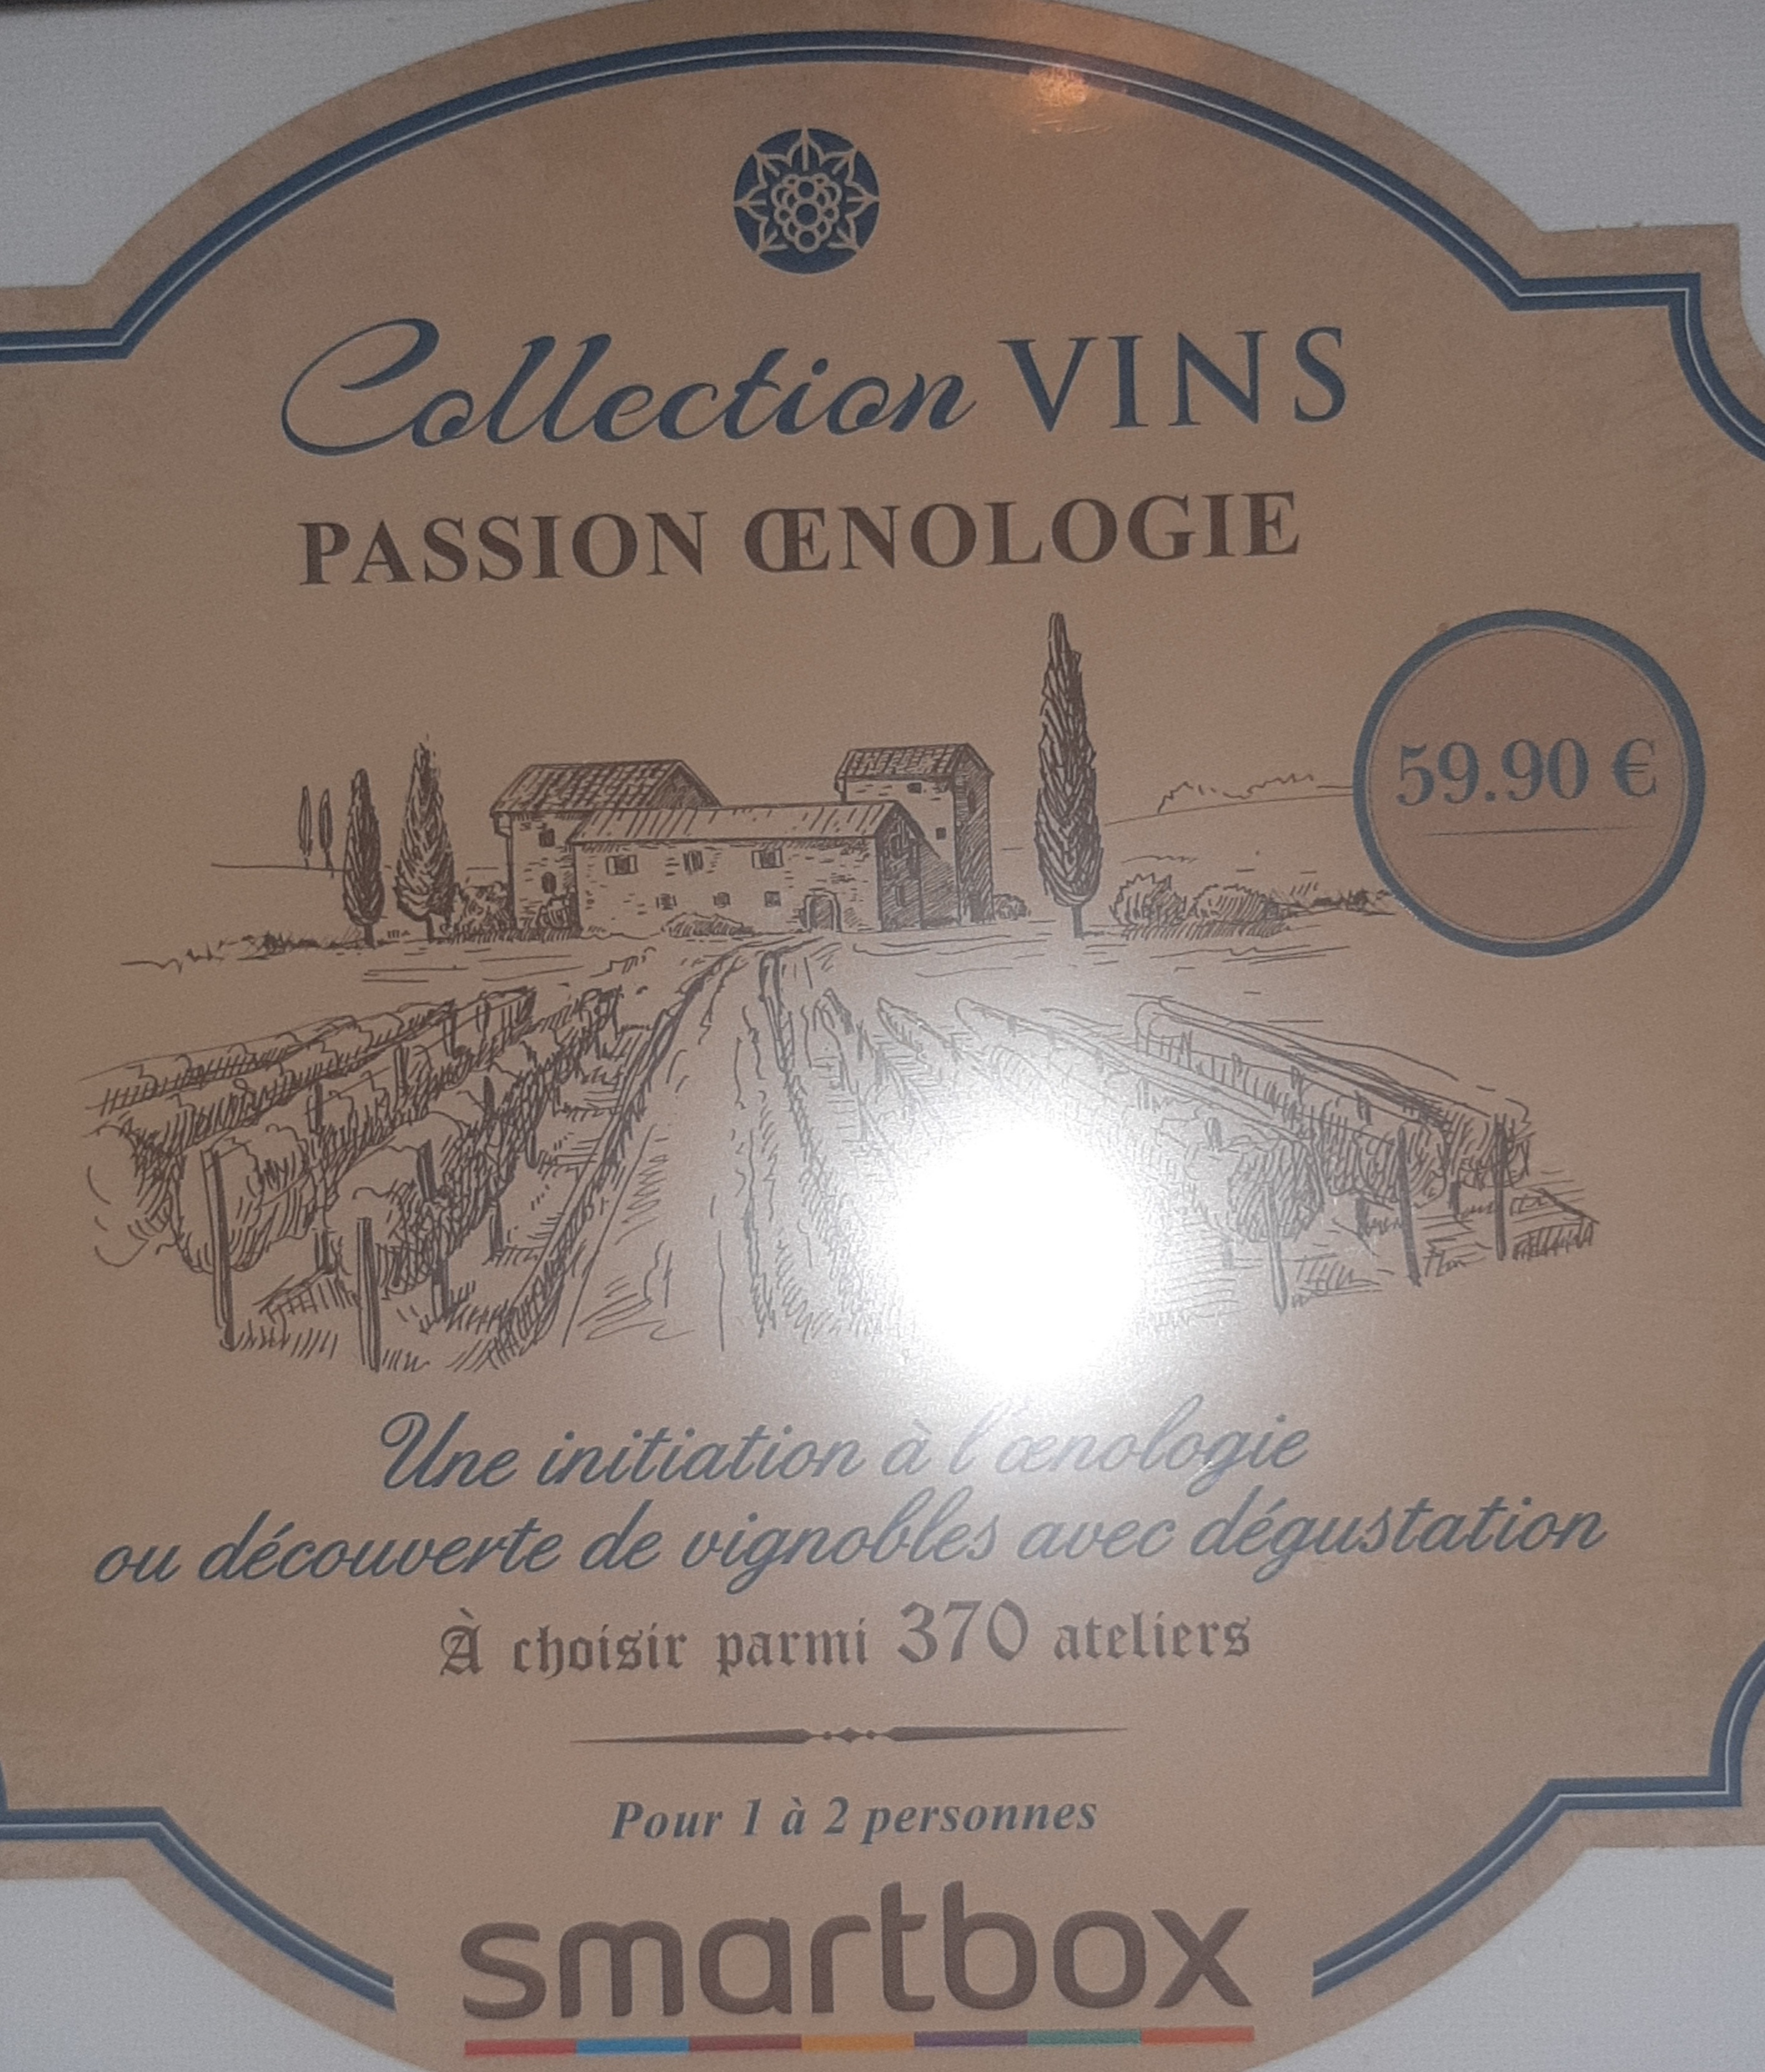 Collection VINS
PASSION ŒNOLOGIE
59.90 €
Une initiation à l'œnologie
ou découverte de vignobles avec dégustation
À choisir parmi 370 ateliers
Pour 1 à 2 personnes
smartbox